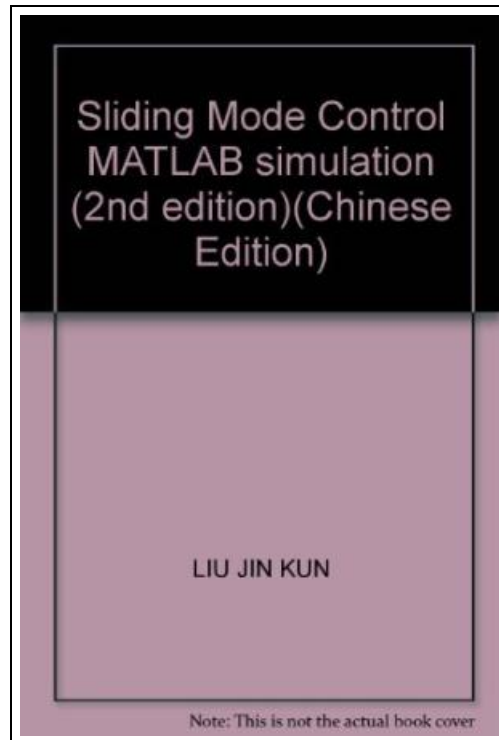 Sliding Mode Control
MATLAB simulation
(2nd edition)(Chinese
Edition)
LIU JIN KUN
Note: This is not the actual book cover